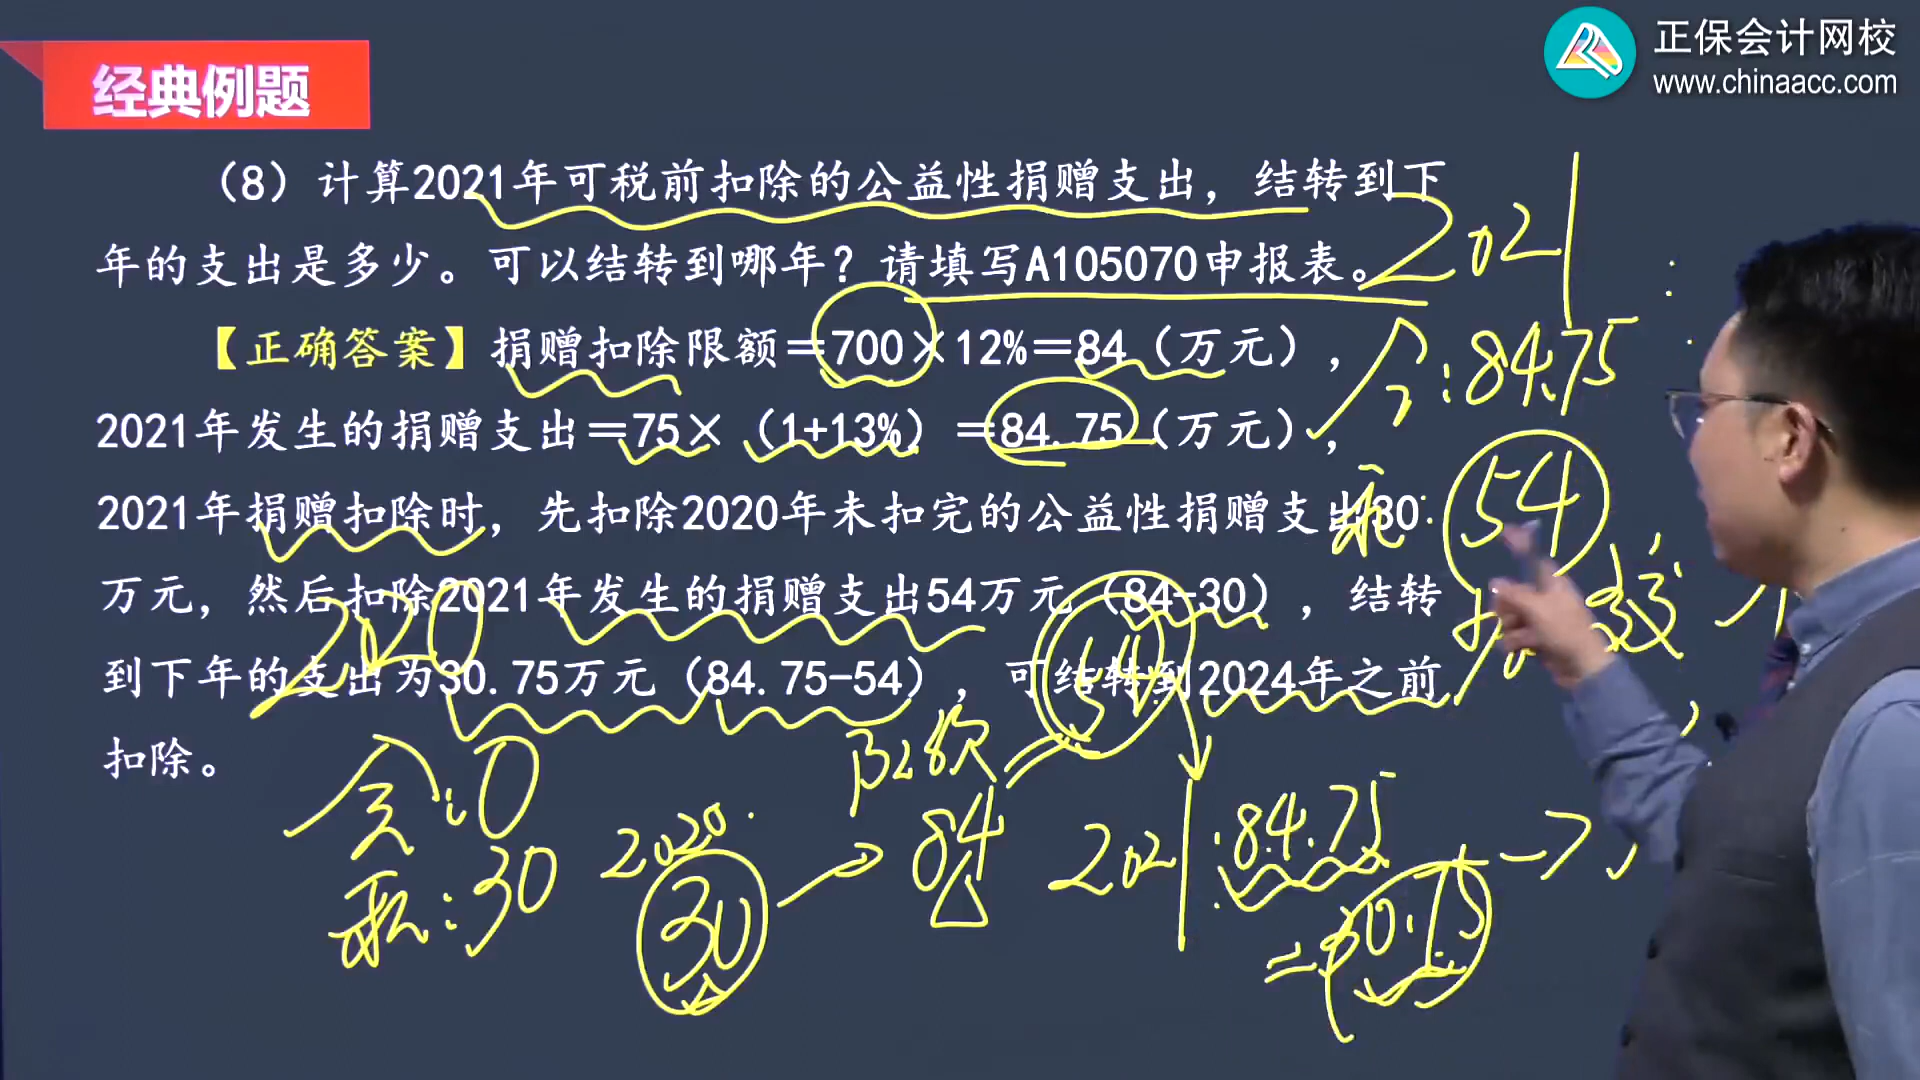 正保会计网校
www.chinaacc.com
经典例题
（8）计算2021年可税前扣除的公益性捐赠支出，结转到下
年的支出是多少。可以结转到哪年？请填写A105070申报表。
【正确答案】捐赠扣除限额＝700×12%＝84（万元），
2021年发生的捐赠支出＝75×（1+13%）＝84.75（万元），
2021年捐赠扣除时，先扣除2020年未扣完的公益性捐赠支出30
万元，然后扣除2021年发生的捐赠支出54万元（84-30），结转
到下年的支出为30.75万元（84.75-54），可结转到2024年之前
扣除。
2021
会：84.75
税：54
2020
54
会：0
税：30
2020
30
限额
84
2021：84.75
=30.75